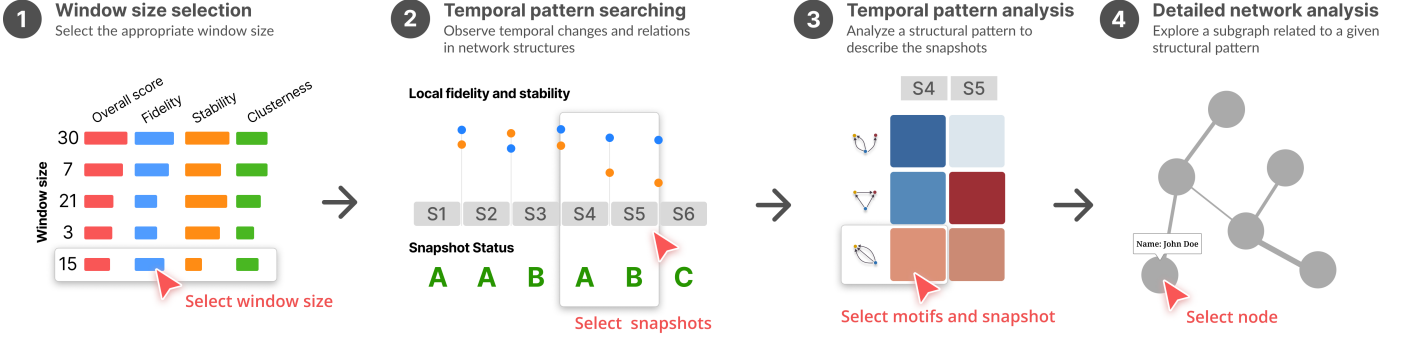 1
Window size selection
Select the appropriate window size
Overall score
Fidelity
Stability
Clusterness
Window size
30
7
21
3
15
Select window size
2
Temporal pattern searching
Observe temporal changes and relations
in network structures
Local fidelity and stability
S1 S2 S3 S4 S5 S6
Snapshot Status
A A B A B C
Select snapshots
3
Temporal pattern analysis
Analyze a structural pattern to
describe the snapshots
S4 S5
Select motifs and snapshot
4
Detailed network analysis
Explore a subgraph related to a given
structural pattern
Name: John Doe
Select node